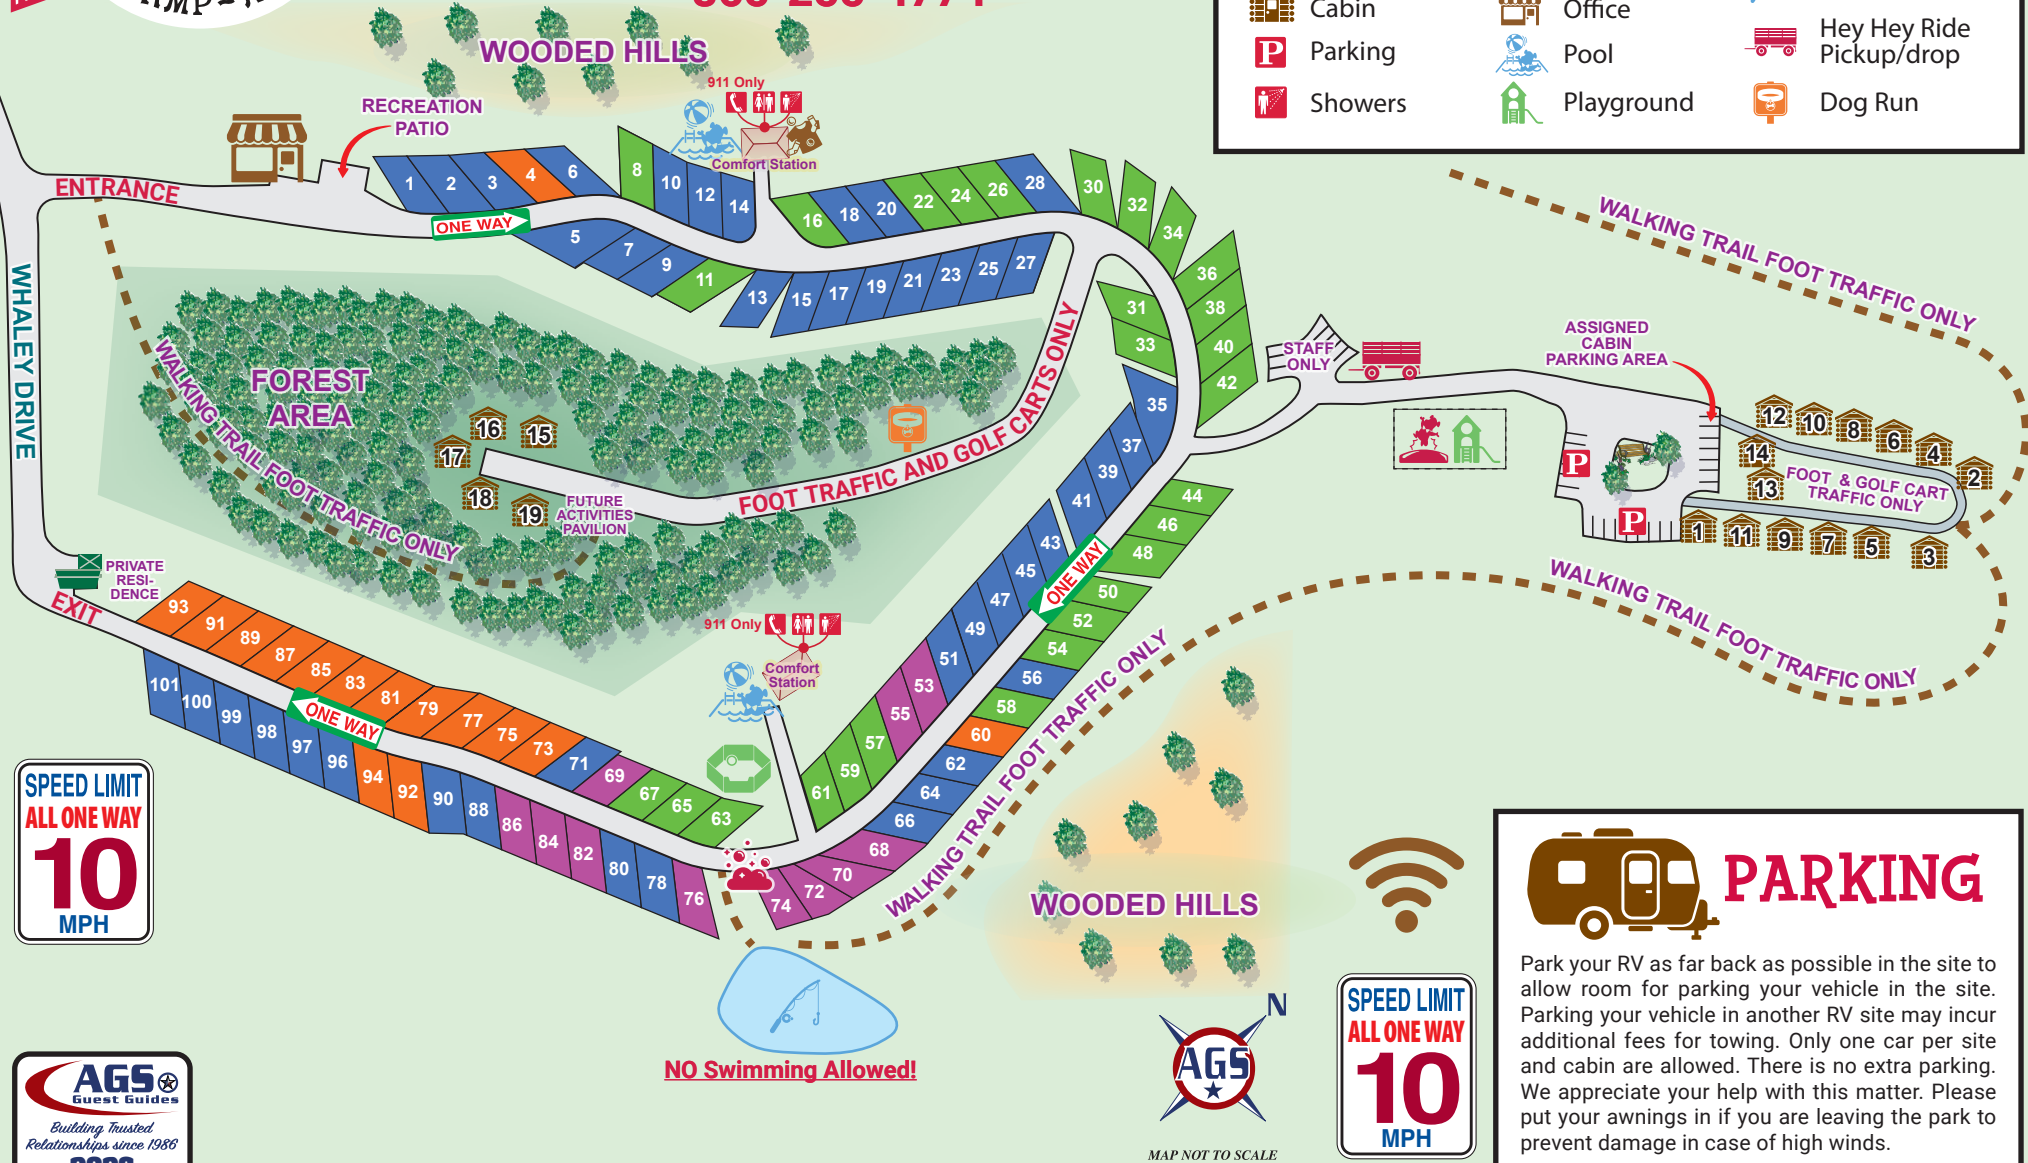 WOODED HILLS
911 Only
Comfort Station
RECREATION
PATIO
Cabin
Parking
Showers
Office
Pool
Playground
Hey Hey Ride
Pickup/drop
Dog Run
ENTRANCE
ONE WAY
1 2 3 4 6
8 10 12 14
16 18 20 22 24 26 28
30 32 34 36 38 40 42
5 7 9 11
13 15 17 19 21 23 25 27
31 33
35 37 39 41
43 45 47 49 51 53 55 57 59 61
44 46 48
50 52 54 56 58 60 62 64 66 68 70 72 74
WHALEY DRIVE
FOREST
AREA
WALKING TRAIL FOOT TRAFFIC ONLY
16 15
17
18
19
FUTURE
ACTIVITIES
PAVILION
FOOT TRAFFIC AND GOLF CARTS ONLY
STAFF
ONLY
ASSIGNED
CABIN
PARKING AREA
WALKING TRAIL FOOT TRAFFIC ONLY
P
P
P
12 10 8 6 4 2
14
13
FOOT & GOLF CART
TRAFFIC ONLY
1 11 9 7 5 3
WALKING TRAIL FOOT TRAFFIC ONLY
ONE WAY
WALKING TRAIL FOOT TRAFFIC ONLY
PRIVATE
RESI-
DENCE
EXIT
93 91 89 87 85 83 81 79 77 75 73 71 69 67 65 63
ONE WAY
101 100 99 98 97 96 94 92 90 88 86 84 82 80 78 76
911 Only
Comfort
Station
WOODED HILLS
NO Swimming Allowed!
SPEED LIMIT
ALL ONE WAY
10
MPH
AGS
Guest Guides
Building Trusted
Relationships since 1986
N
AGS
MAP NOT TO SCALE
SPEED LIMIT
ALL ONE WAY
10
MPH
PARKING
Park your RV as far back as possible in the site to
allow room for parking your vehicle in the site.
Parking your vehicle in another RV site may incur
additional fees for towing. Only one car per site
and cabin are allowed. There is no extra parking.
We appreciate your help with this matter. Please
put your awnings in if you are leaving the park to
prevent damage in case of high winds.